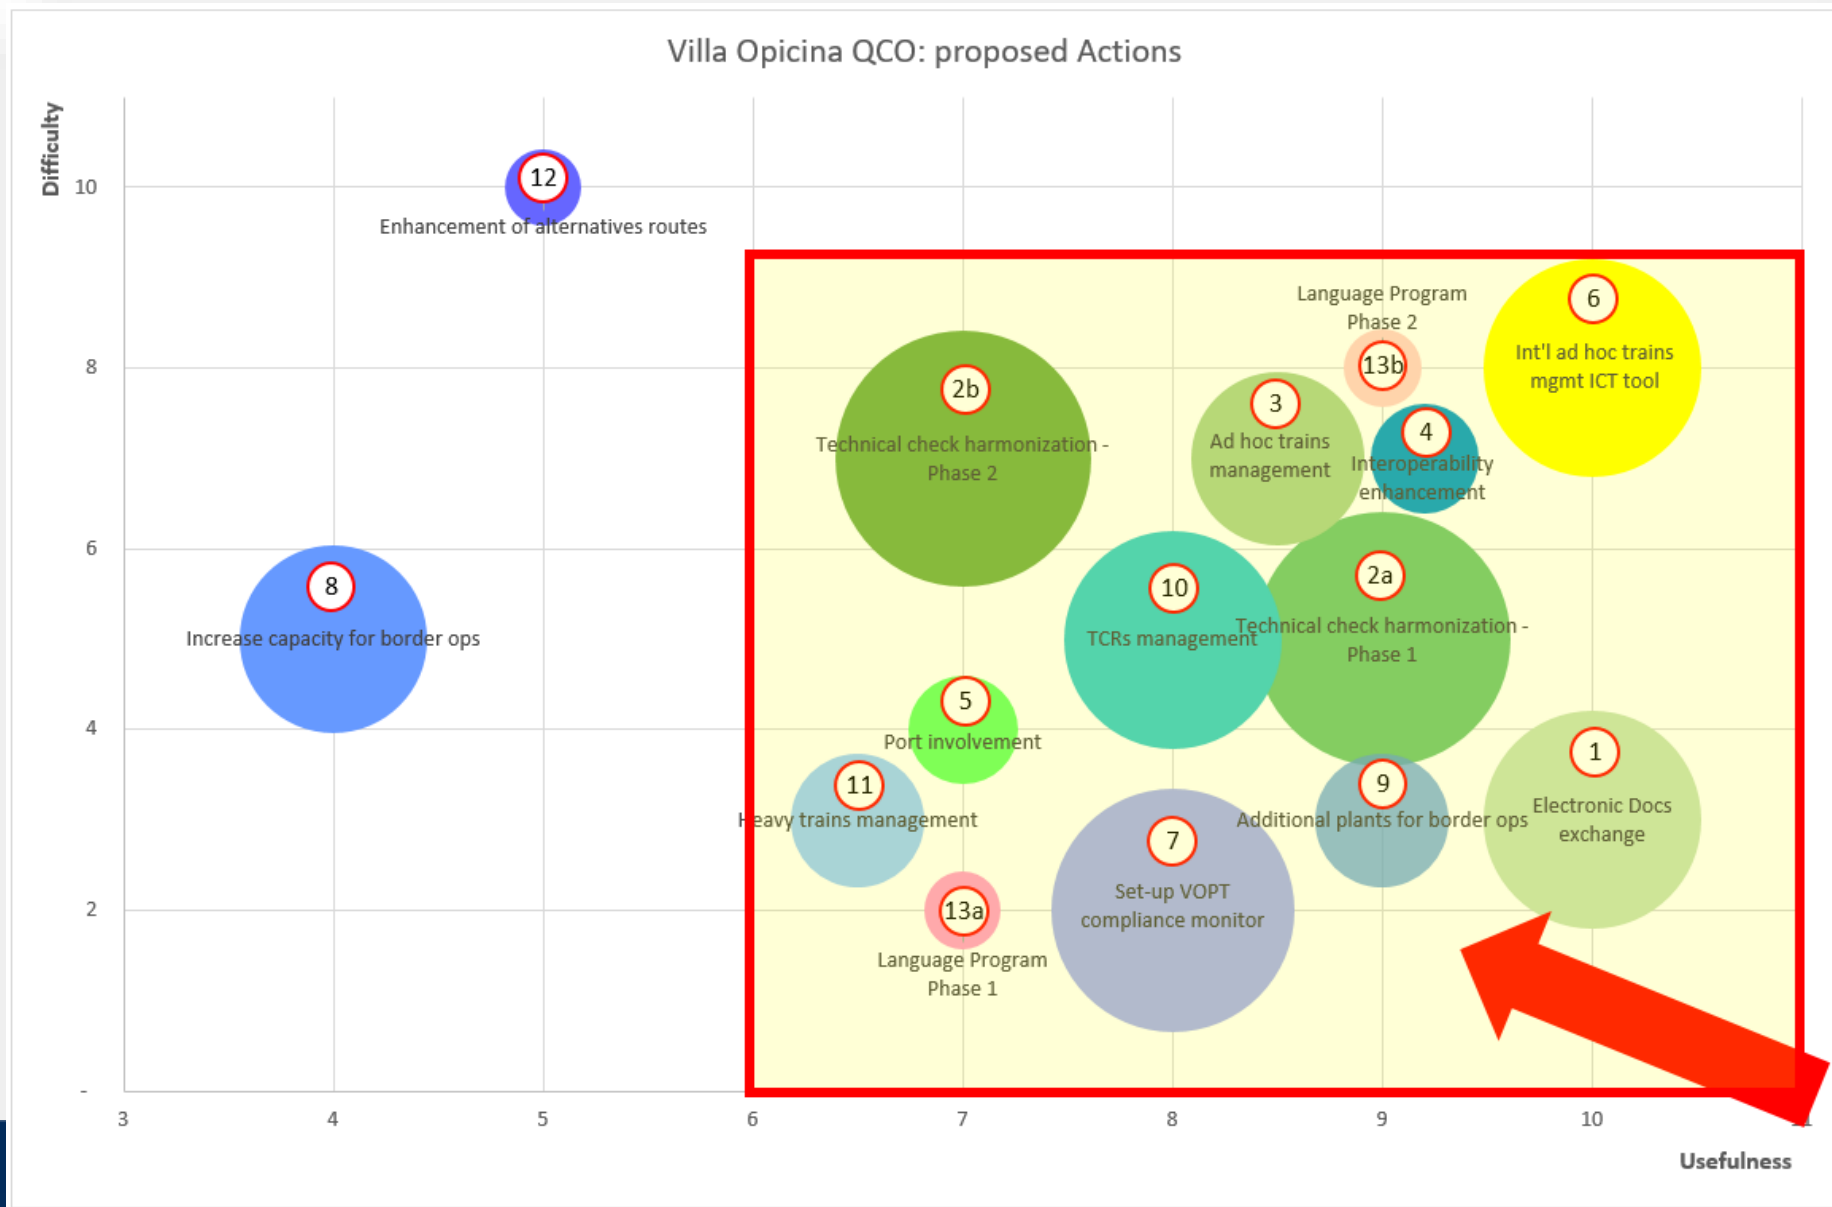 Villa Opicina QCO: proposed Actions
Difficulty
10
8
6
4
2
-
12
Enhancement of alternatives routes
Language Program
Phase 2
13b
6
Int'l ad hoc trains
mgmt ICT tool
2b
Technical check harmonization -
Phase 2
3
Ad hoc trains
management
4
Interoperability
enhancement
8
Increase capacity for border ops
10
TCRs management
2a
Technical check harmonization -
Phase 1
5
Port involvement
11
Heavy trains management
9
Additional plants for border ops
1
Electronic Docs
exchange
7
Set-up VOPT
compliance monitor
13a
Language Program
Phase 1
3
4
5
6
7
8
9
10
Usefulness